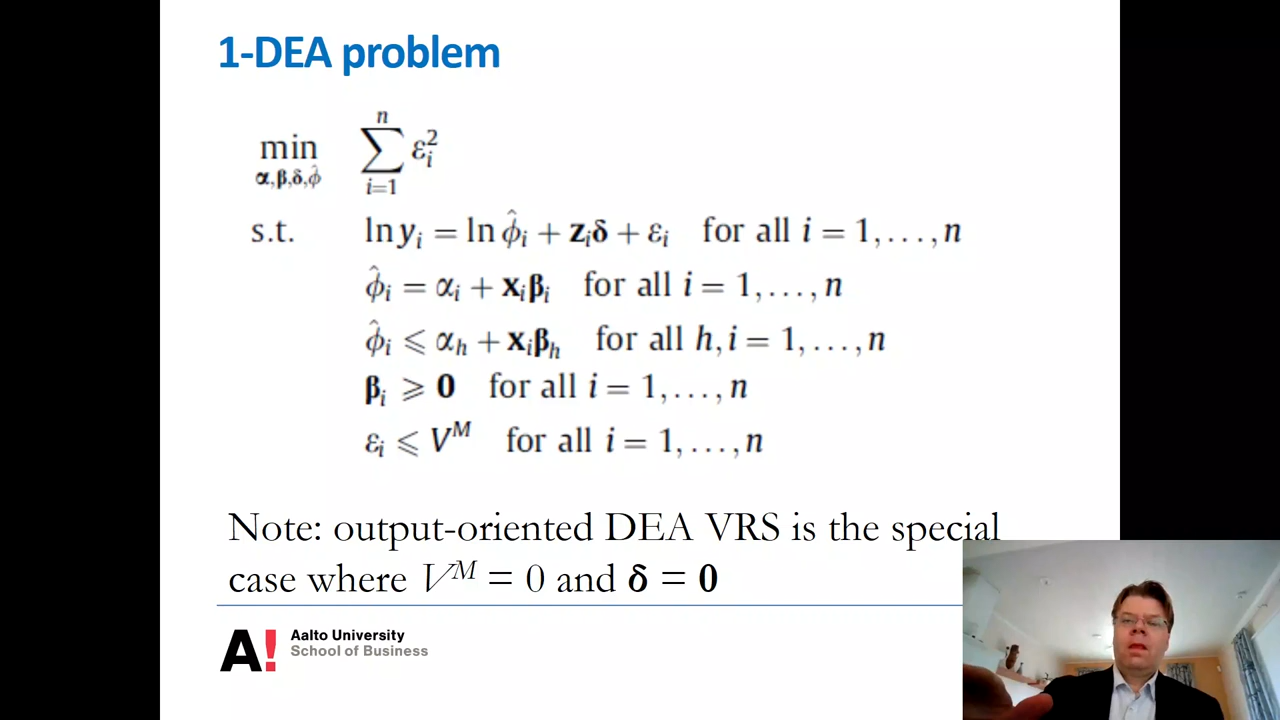 1-DEA problem
n
min ∑ ε_i^2
α,β,δ,φ̂ i=1
s.t. ln y_i = ln φ̂_i + z_iδ + ε_i for all i = 1,...,n
φ̂_i = α_i + x_iβ_i for all i = 1,...,n
φ̂_i ⩽ α_h + x_iβ_h for all h,i = 1,...,n
β_i ⩾ 0 for all i = 1,...,n
ε_i ⩽ V^M for all i = 1,...,n
Note: output-oriented DEA VRS is the special
case where V^M = 0 and δ = 0
A! Aalto University
School of Business